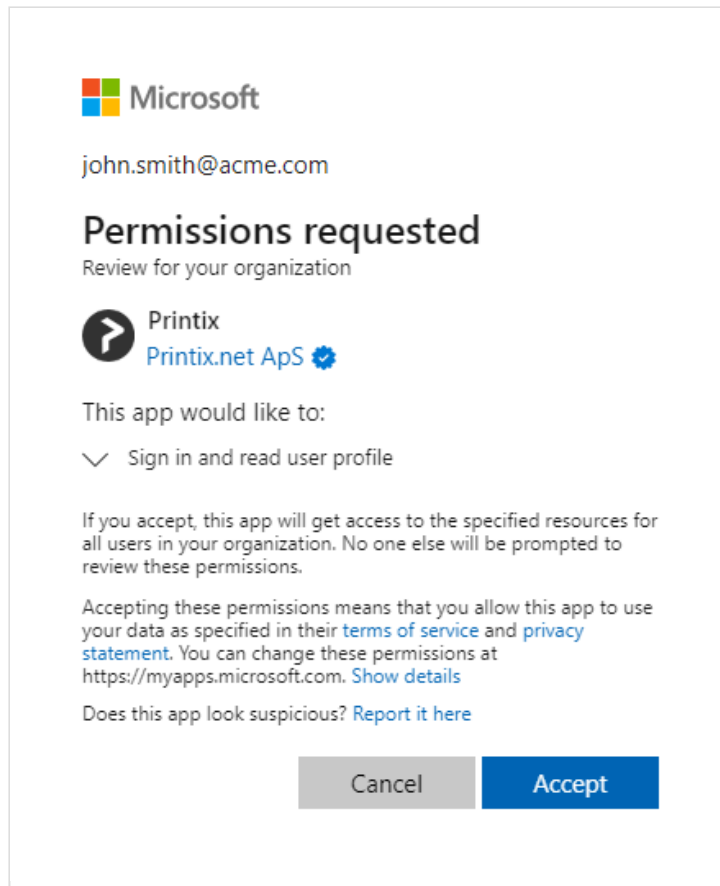 Microsoft
john.smith@acme.com
Permissions requested
Review for your organization
Printix
Printix.net ApS
This app would like to:
Sign in and read user profile
If you accept, this app will get access to the specified resources for
all users in your organization. No one else will be prompted to
review these permissions.
Accepting these permissions means that you allow this app to use
your data as specified in their terms of service and privacy
statement. You can change these permissions at
https://myapps.microsoft.com. Show details
Does this app look suspicious? Report it here
Cancel Accept